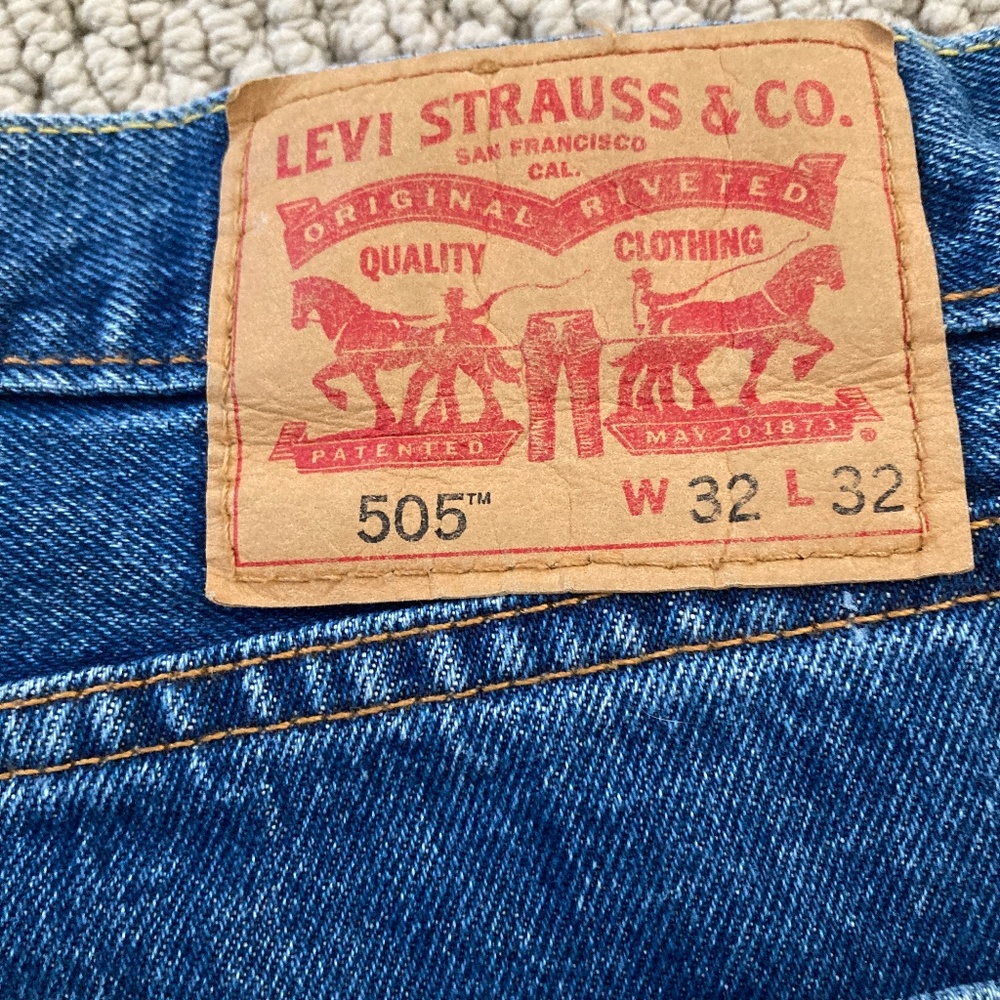 LEVI STRAUSS & CO.
SAN FRANCISCO
CAL.
ORIGINAL RIVETED
QUALITY CLOTHING
PATENTED MAY 20 1873 ®
505™ W 32 L 32